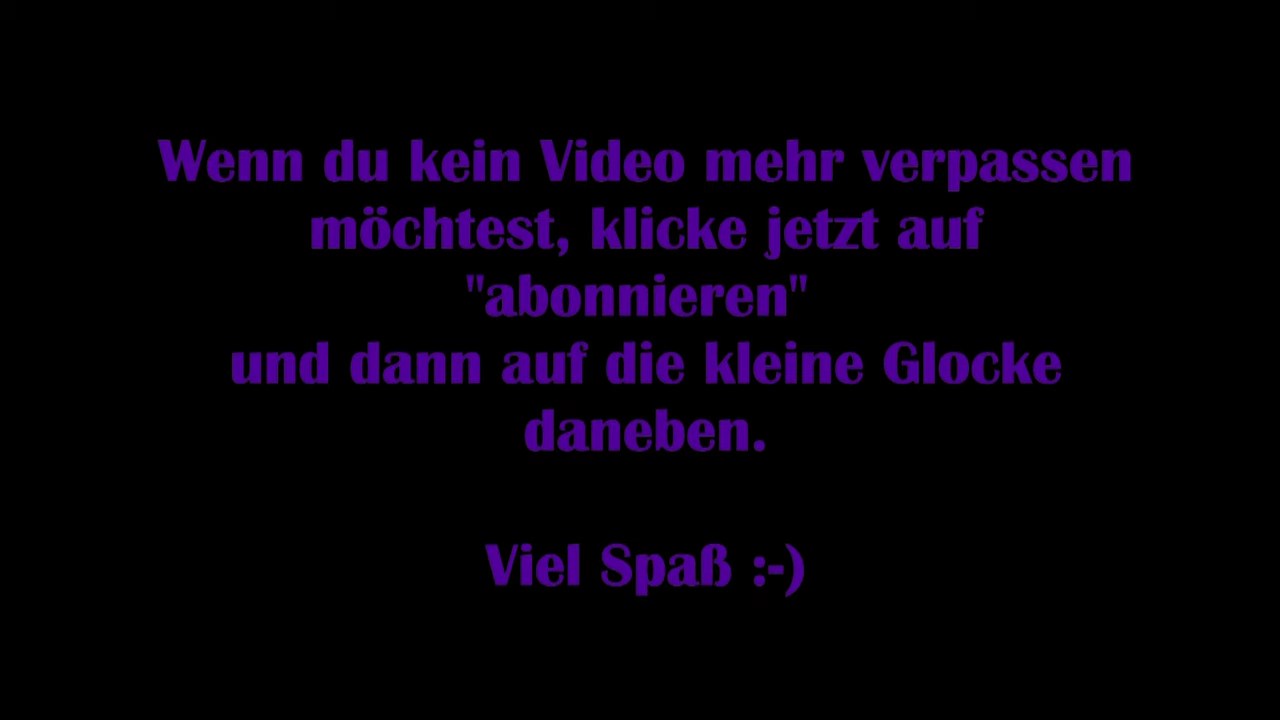 Wenn du kein Video mehr verpassen
möchtest, klicke jetzt auf
"abonnieren"
und dann auf die kleine Glocke
daneben.
Viel Spaß :-)